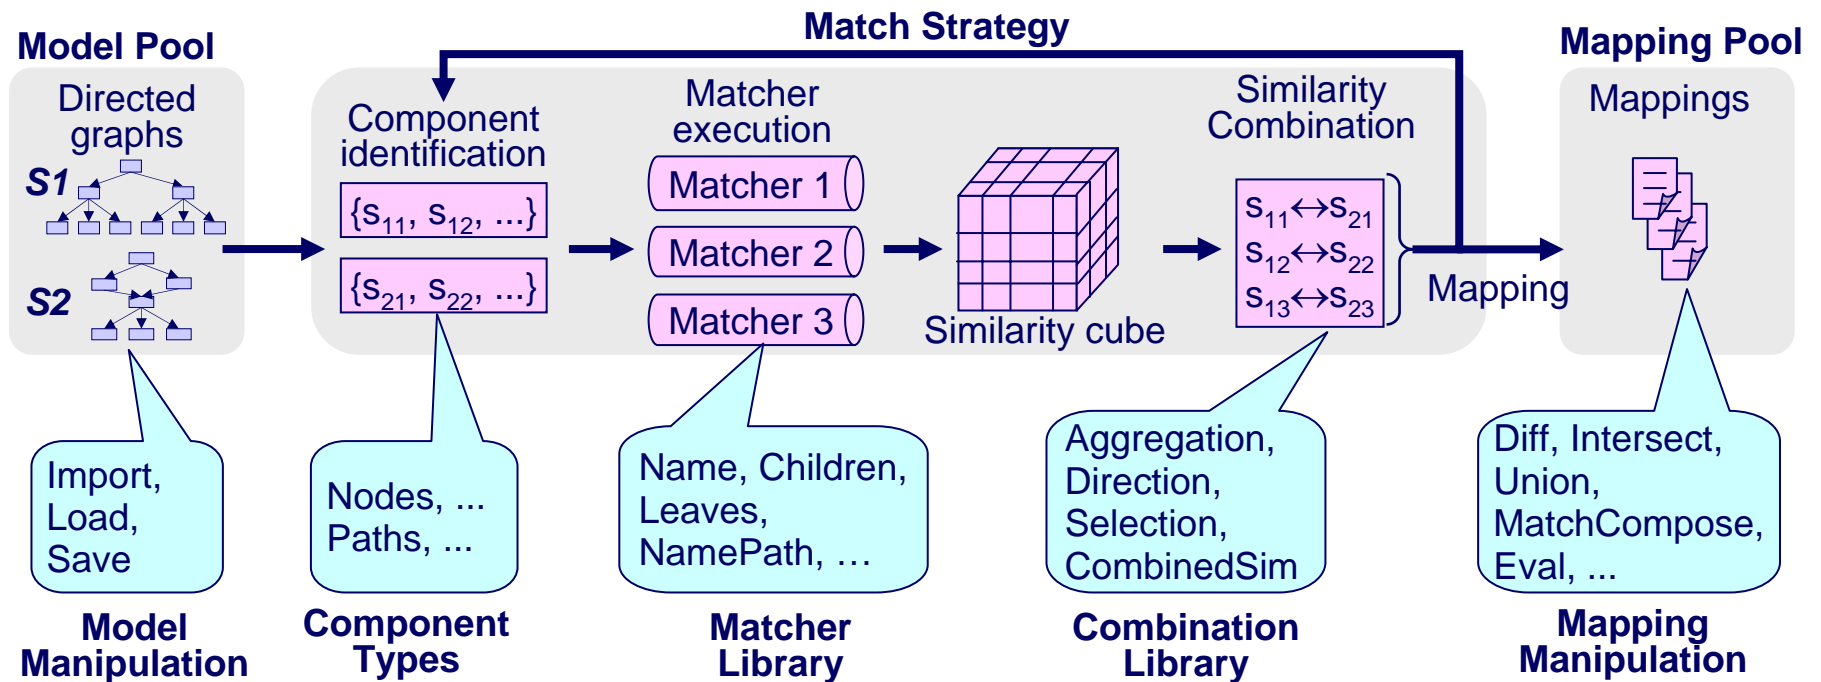 Match Strategy
Model Pool
Directed
graphs
S1
S2
Component
identification
{s11, s12, ...}
{s21, s22, ...}
Matcher
execution
Matcher 1
Matcher 2
Matcher 3
Similarity cube
Similarity
Combination
s11↔s21
s12↔s22
s13↔s23
Mapping
Mapping Pool
Mappings
Import,
Load,
Save
Model
Manipulation
Nodes, ...
Paths, ...
Component
Types
Name, Children,
Leaves,
NamePath, …
Matcher
Library
Aggregation,
Direction,
Selection,
CombinedSim
Combination
Library
Diff, Intersect,
Union,
MatchCompose,
Eval, ...
Mapping
Manipulation